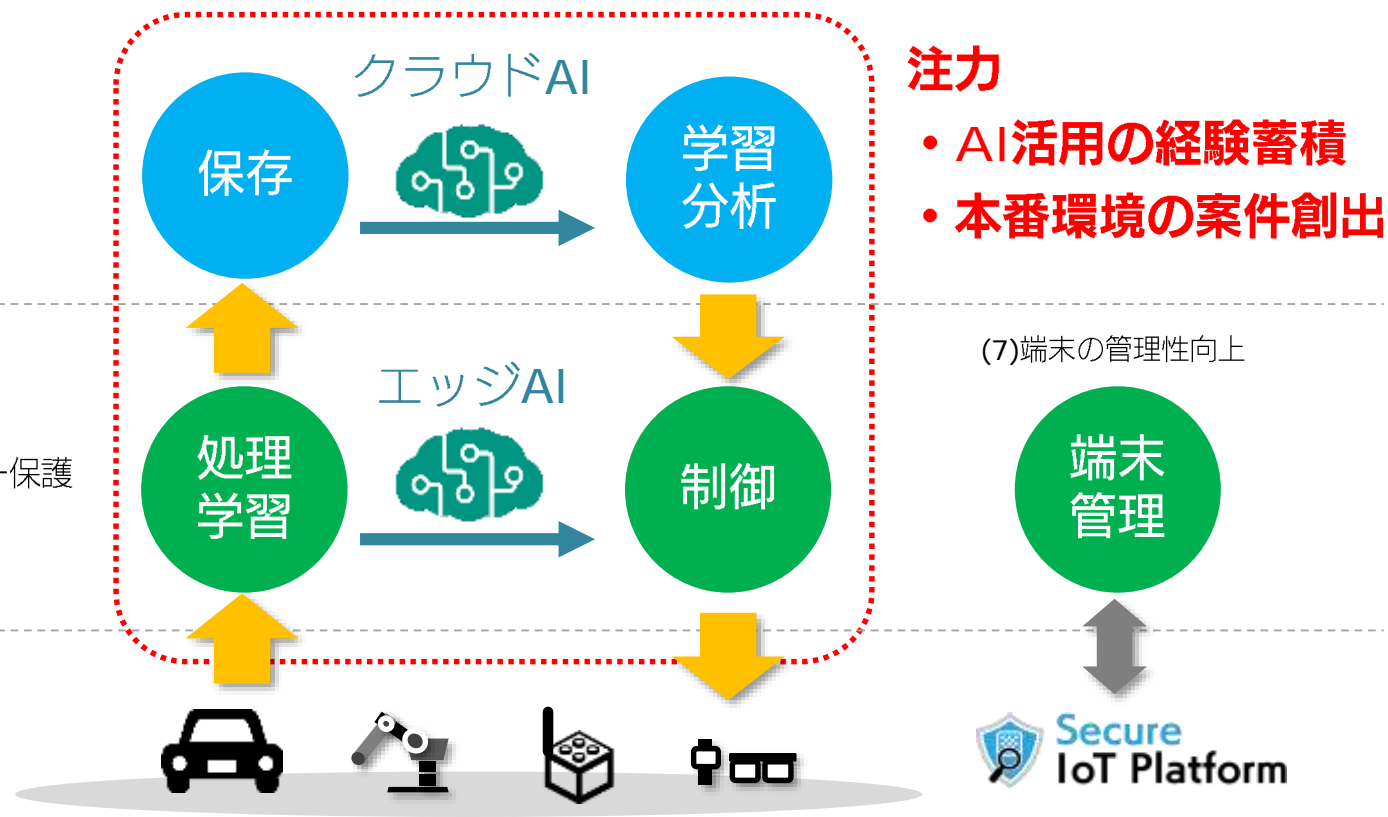 クラウドAI
保存
学習
分析
注力
・AI活用の経験蓄積
・本番環境の案件創出
(7)端末の管理性向上
エッジAI
ー保護
処理
学習
制御
端末
管理
Secure
IoT Platform